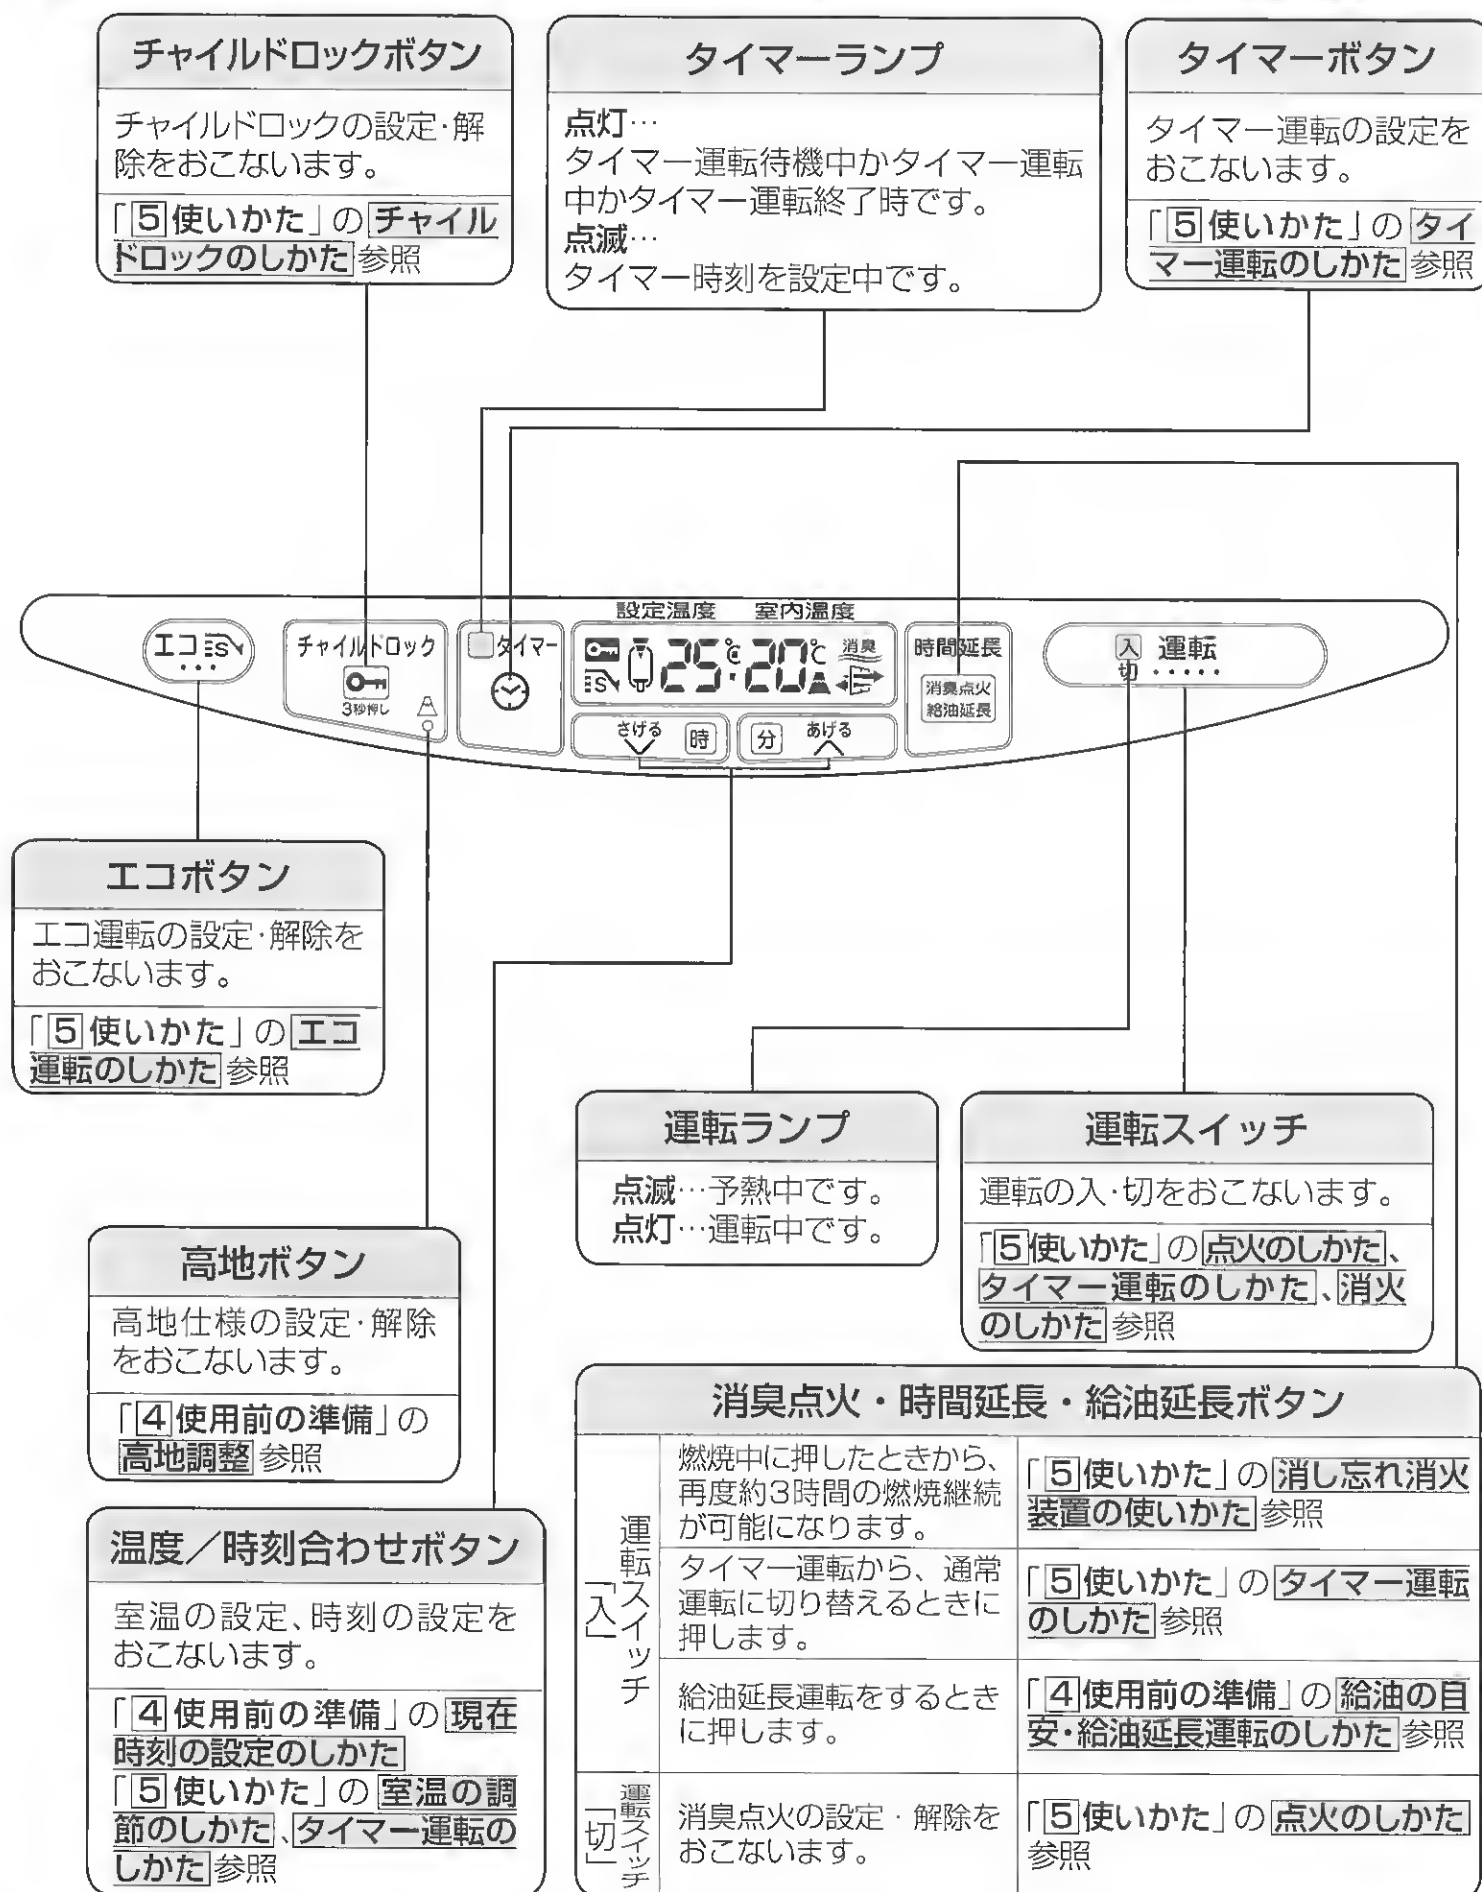 チャイルドロックボタン
チャイルドロックの設定・解
除をおこないます。
「5使いかた」のチャイル
ドロックのしかた参照
タイマーランプ
点灯…
タイマー運転待機中かタイマー運転
中かタイマー運転終了時です。
点滅…
タイマー時刻を設定中です。
タイマーボタン
タイマー運転の設定を
おこないます。
「5使いかた」のタイ
マー運転のしかた参照
設定温度 室内温度
エコ
チャイルドロック
3秒押し
タイマー
25℃ 20℃ 消臭
さげる 時 分 あげる
時間延長
消臭点火
給油延長
入 運転
切
エコボタン
エコ運転の設定・解除を
おこないます。
「5使いかた」のエコ
運転のしかた参照
運転ランプ
点滅…予熱中です。
点灯…運転中です。
運転スイッチ
運転の入・切をおこないます。
「5使いかた」の点火のしかた、
タイマー運転のしかた、消火
のしかた参照
高地ボタン
高地仕様の設定・解除
をおこないます。
「4使用前の準備」の
高地調整参照
温度／時刻合わせボタン
室温の設定、時刻の設定を
おこないます。
「4使用前の準備」の現在
時刻の設定のしかた
「5使いかた」の室温の調
節のしかた、タイマー運転の
しかた参照
消臭点火・時間延長・給油延長ボタン
運転スイッチ
「入」
燃焼中に押したときから、
再度約3時間の燃焼継続
が可能になります。
「5使いかた」の消し忘れ消火
装置の使いかた参照
タイマー運転から、通常
運転に切り替えるときに
押します。
「5使いかた」のタイマー運転
のしかた参照
給油延長運転をするとき
に押します。
「4使用前の準備」の給油の目
安・給油延長運転のしかた参照
運転スイッチ
「切」
消臭点火の設定・解除を
おこないます。
「5使いかた」の点火のしかた
参照